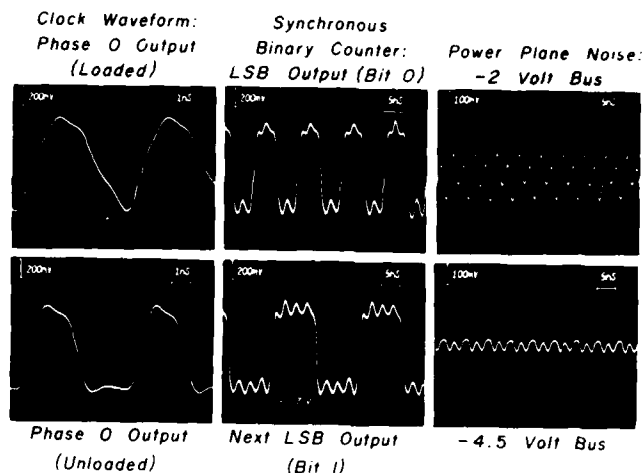 Clock Waveform:
Phase 0 Output
(Loaded)
Synchronous
Binary Counter:
LSB Output (Bit 0)
Power Plane Noise:
-2 Volt Bus
200mV 1nS
200mV 5nS
100mV 5nS
200mV 1nS
200mV 5nS
100mV 5nS
Phase 0 Output
(Unloaded)
Next LSB Output
(Bit 1)
-4.5 Volt Bus